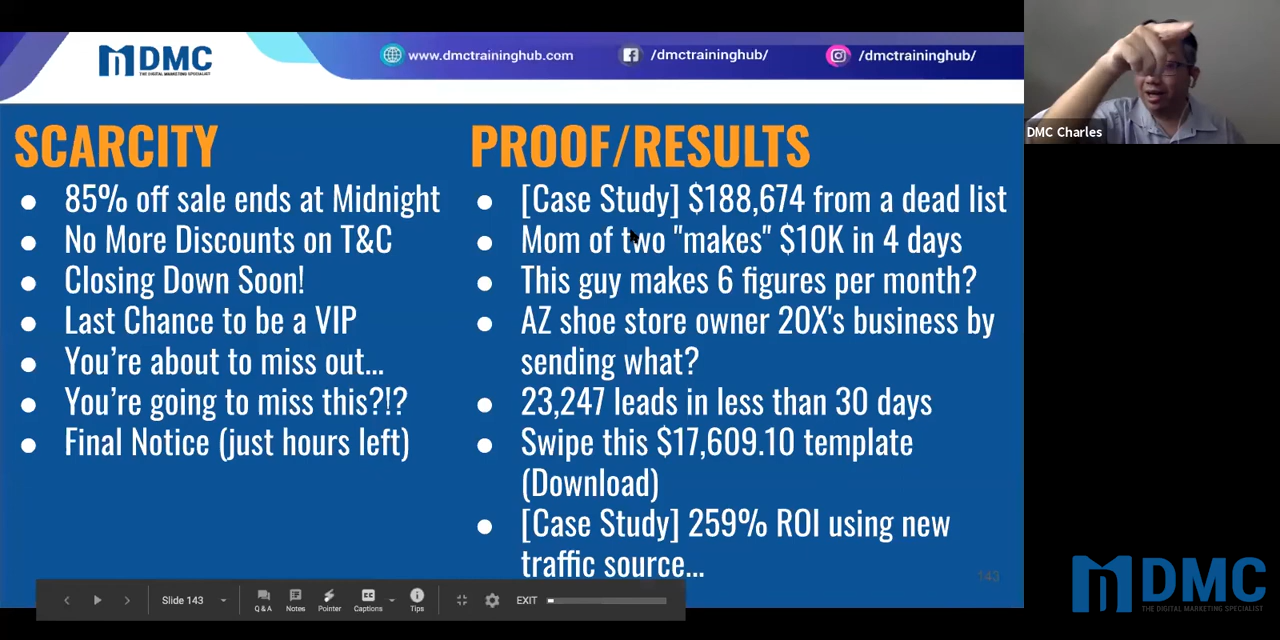 DMC
THE DIGITAL MARKETING SPECIALIST
www.dmctraininghub.com
/dmctraininghub/
/dmctraininghub/
DMC Charles
SCARCITY
● 85% off sale ends at Midnight
● No More Discounts on T&C
● Closing Down Soon!
● Last Chance to be a VIP
● You're about to miss out...
● You’re going to miss this?!?
● Final Notice (just hours left)
PROOF/RESULTS
● [Case Study] $188,674 from a dead list
● Mom of two "makes" $10K in 4 days
● This guy makes 6 figures per month?
● AZ shoe store owner 20X's business by
sending what?
● 23,247 leads in less than 30 days
● Swipe this $17,609.10 template
(Download)
● [Case Study] 259% ROI using new
traffic source...
143
Slide 143
Q & A
Notes
Pointer
CC
Captions
Tips
EXIT
DMC
THE DIGITAL MARKETING SPECIALIST